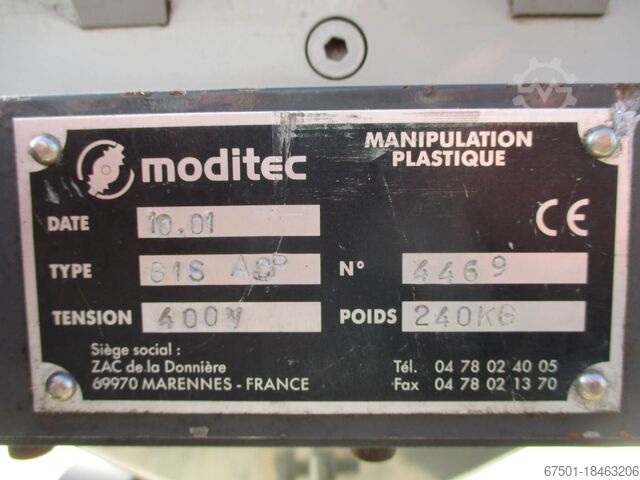 moditec
MANIPULATION
PLASTIQUE
DATE 10.01
CE
TYPE
N° 4469
TENSION 400V
POIDS 240KG
Siège social :
ZAC de la Donnière
69970 MARENNES - FRANCE
Tél. 04 78 02 40 05
Fax 04 78 02 13 70
67501-18463206